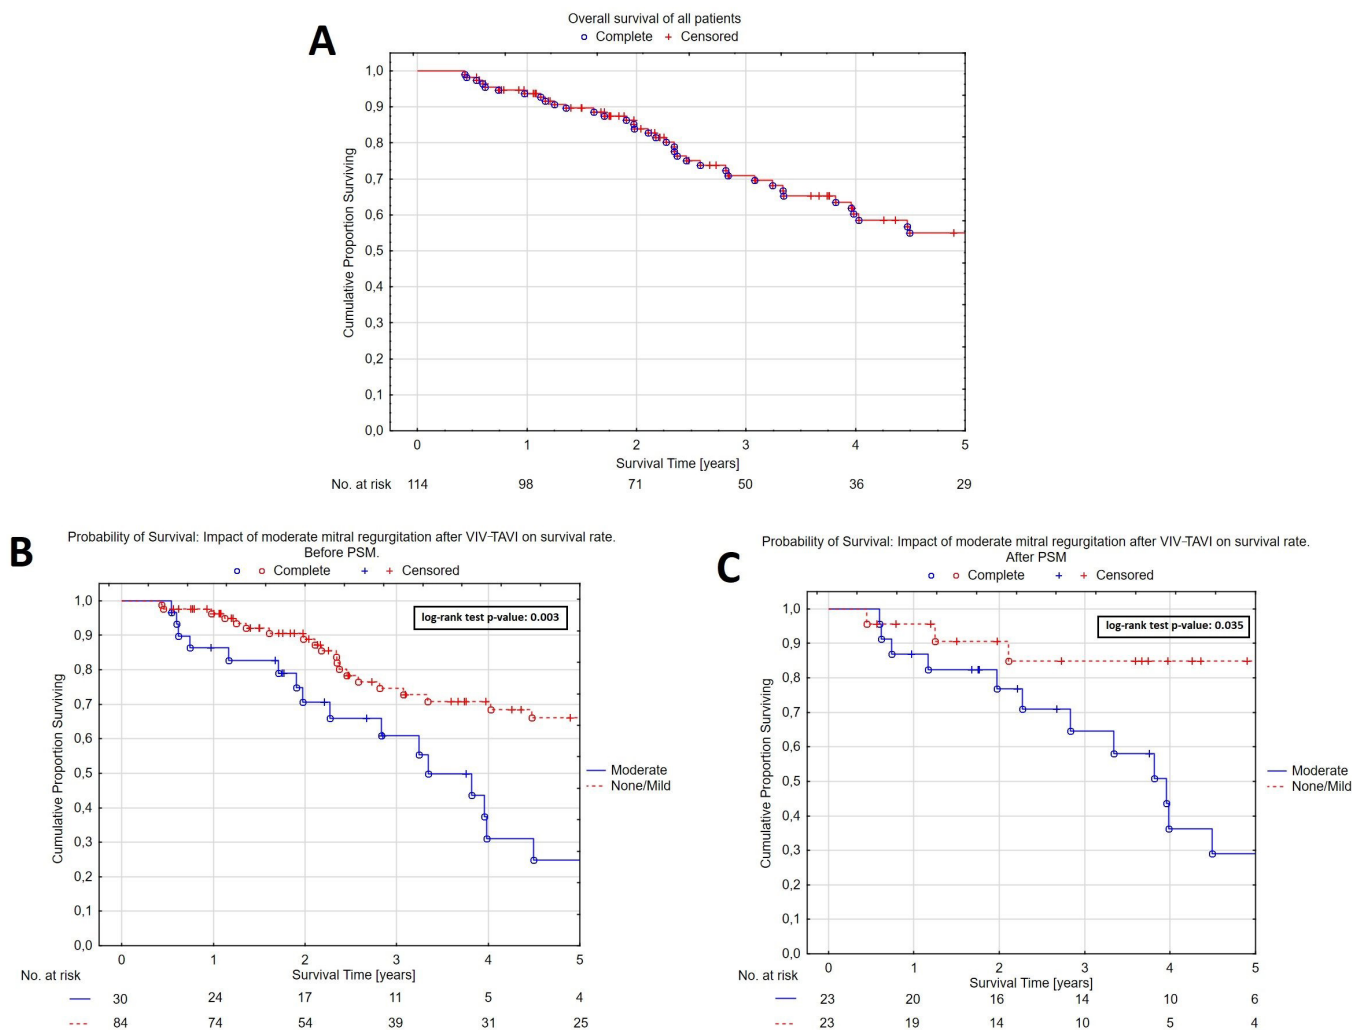 A
Overall survival of all patients
Complete Censored
1,0
0,9
0,8
0,7
0,6
0,5
0,4
0,3
0,2
0,1
0,0
Cumulative Proportion Surviving
0 1 2 3 4 5
Survival Time [years]
No. at risk 114 98 71 50 36 29
B
Probability of Survival: Impact of moderate mitral regurgitation after VIV-TAVI on survival rate.
Before PSM.
Complete Censored
log-rank test p-value: 0.003
1,0
0,9
0,8
0,7
0,6
0,5
0,4
0,3
0,2
0,1
0,0
Cumulative Proportion Surviving
Moderate
None/Mild
0 1 2 3 4 5
Survival Time [years]
No. at risk
30 24 17 11 5 4
84 74 54 39 31 25
C
Probability of Survival: Impact of moderate mitral regurgitation after VIV-TAVI on survival rate.
After PSM
Complete Censored
log-rank test p-value: 0.035
1,0
0,9
0,8
0,7
0,6
0,5
0,4
0,3
0,2
0,1
0,0
Cumulative Proportion Surviving
Moderate
None/Mild
0 1 2 3 4 5
Survival Time [years]
No. at risk
23 20 16 14 10 6
23 19 14 10 5 4